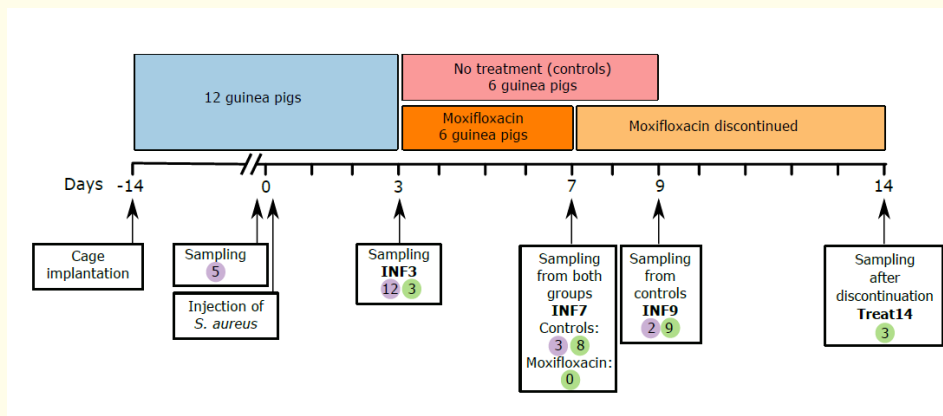 No treatment (controls)
6 guinea pigs
12 guinea pigs
Moxifloxacin
6 guinea pigs
Moxifloxacin discontinued
Days -14 0 3 7 9 14
Cage
implantation
Sampling
5
Injection of
S. aureus
Sampling
INF3
12 3
Sampling
from both
groups
INF7
Controls:
3 8
Moxifloxacin:
0
Sampling
from
controls
INF9
2 9
Sampling
after
discontinuation
Treat14
3